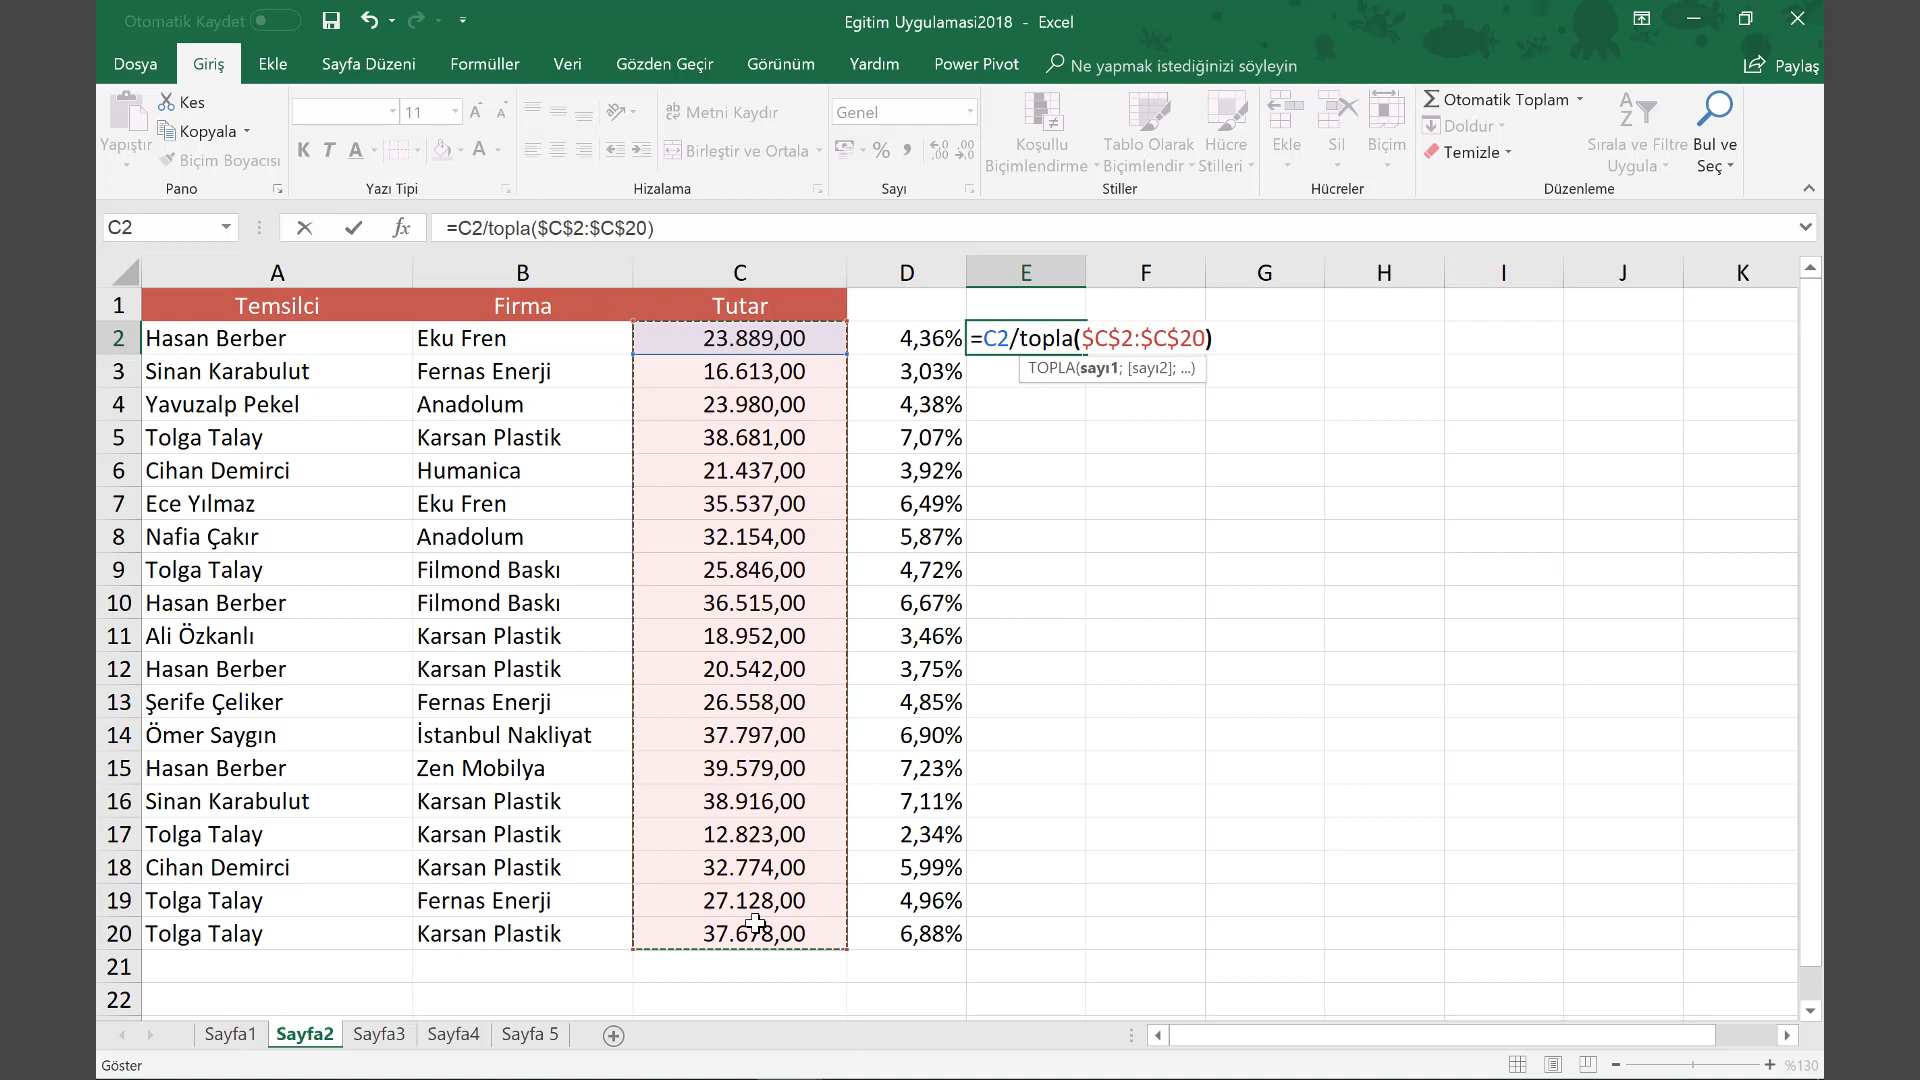 Otomatik Kaydet
Egitim Uygulamasi2018 - Excel
Dosya Giriş Ekle Sayfa Düzeni Formüller Veri Gözden Geçir Görünüm Yardım Power Pivot Ne yapmak istediğinizi söyleyin Paylaş
Yapıştır
Kes
Kopyala
Biçim Boyacısı
Pano
11
K T A
Yazı Tipi
Metni Kaydır
Birleştir ve Ortala
Hizalama
Genel
%
Sayı
Koşullu Biçimlendirme
Tablo Olarak Biçimlendir
Hücre Stilleri
Stiller
Ekle
Sil
Biçim
Hücreler
Otomatik Toplam
Doldur
Temizle
Sırala ve Filtre Uygula
Bul ve Seç
Düzenleme
C2 fx =C2/topla($C$2:$C$20)
A B C D E F G H I J K
1 Temsilci Firma Tutar
2 Hasan Berber Eku Fren 23.889,00 4,36% =C2/topla($C$2:$C$20)
TOPLA(sayı1; [sayı2]; ...)
3 Sinan Karabulut Fernas Enerji 16.613,00 3,03%
4 Yavuzalp Pekel Anadolum 23.980,00 4,38%
5 Tolga Talay Karsan Plastik 38.681,00 7,07%
6 Cihan Demirci Humanica 21.437,00 3,92%
7 Ece Yılmaz Eku Fren 35.537,00 6,49%
8 Nafia Çakır Anadolum 32.154,00 5,87%
9 Tolga Talay Filmond Baskı 25.846,00 4,72%
10 Hasan Berber Filmond Baskı 36.515,00 6,67%
11 Ali Özkanlı Karsan Plastik 18.952,00 3,46%
12 Hasan Berber Karsan Plastik 20.542,00 3,75%
13 Şerife Çeliker Fernas Enerji 26.558,00 4,85%
14 Ömer Saygın İstanbul Nakliyat 37.797,00 6,90%
15 Hasan Berber Zen Mobilya 39.579,00 7,23%
16 Sinan Karabulut Karsan Plastik 38.916,00 7,11%
17 Tolga Talay Karsan Plastik 12.823,00 2,34%
18 Cihan Demirci Karsan Plastik 32.774,00 5,99%
19 Tolga Talay Fernas Enerji 27.128,00 4,96%
20 Tolga Talay Karsan Plastik 37.678,00 6,88%
21
22
Sayfa1 Sayfa2 Sayfa3 Sayfa4 Sayfa 5
Göster %130